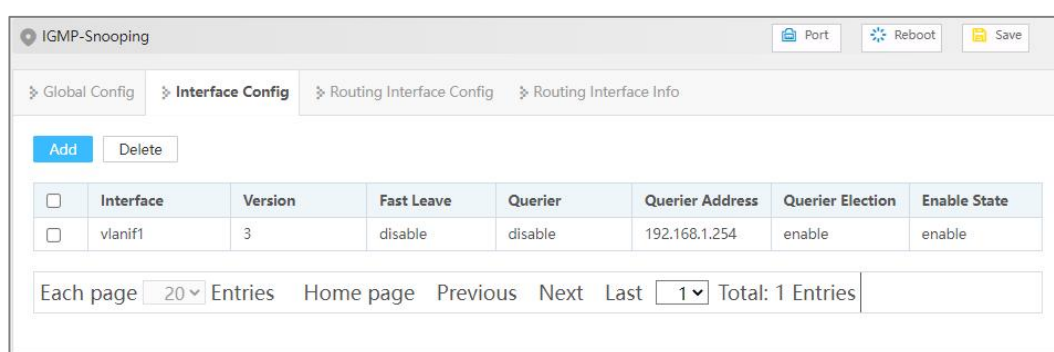 IGMP-Snooping Port Reboot Save
Global Config Interface Config Routing Interface Config Routing Interface Info
Add Delete
Interface Version Fast Leave Querier Querier Address Querier Election Enable State
vlanif1 3 disable disable 192.168.1.254 enable enable
Each page 20 Entries Home page Previous Next Last 1 Total: 1 Entries